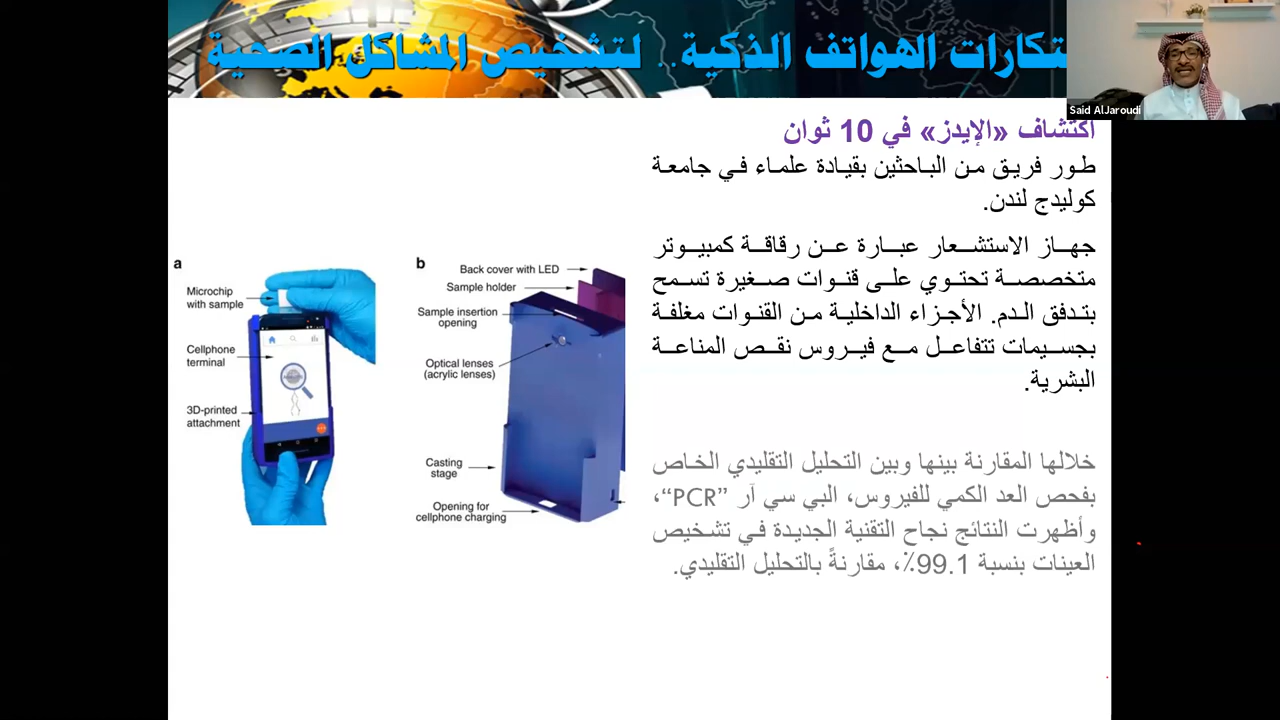 تكارات الهواتف الذكية.. لتشخيص المشاكل الصحية
Said AlJaroudi
اكتشاف «الإيدز» في 10 ثوان
طور فريق من الباحثين بقيادة علماء في جامعة
كوليدج لندن.
جهاز الاستشعار عبارة عن رقاقة كمبيوتر
متخصصة تحتوي على قنوات صغيرة تسمح
بتدفق الدم. الأجزاء الداخلية من القنوات مغلفة
بجسيمات تتفاعل مع فيروس نقص المناعة
البشرية.
خلالها المقارنة بينها وبين التحليل التقليدي الخاص
بفحص العد الكمي للفيروس، البي سي آر ”PCR“،
وأظهرت النتائج نجاح التقنية الجديدة في تشخيص
العينات بنسبة 99.1٪، مقارنةً بالتحليل التقليدي.
a
Microchip
with sample
Cellphone
terminal
3D-printed
attachment
b
Back cover with LED
Sample holder
Sample insertion
opening
Optical lenses
(acrylic lenses)
Casting
stage
Opening for
cellphone charging